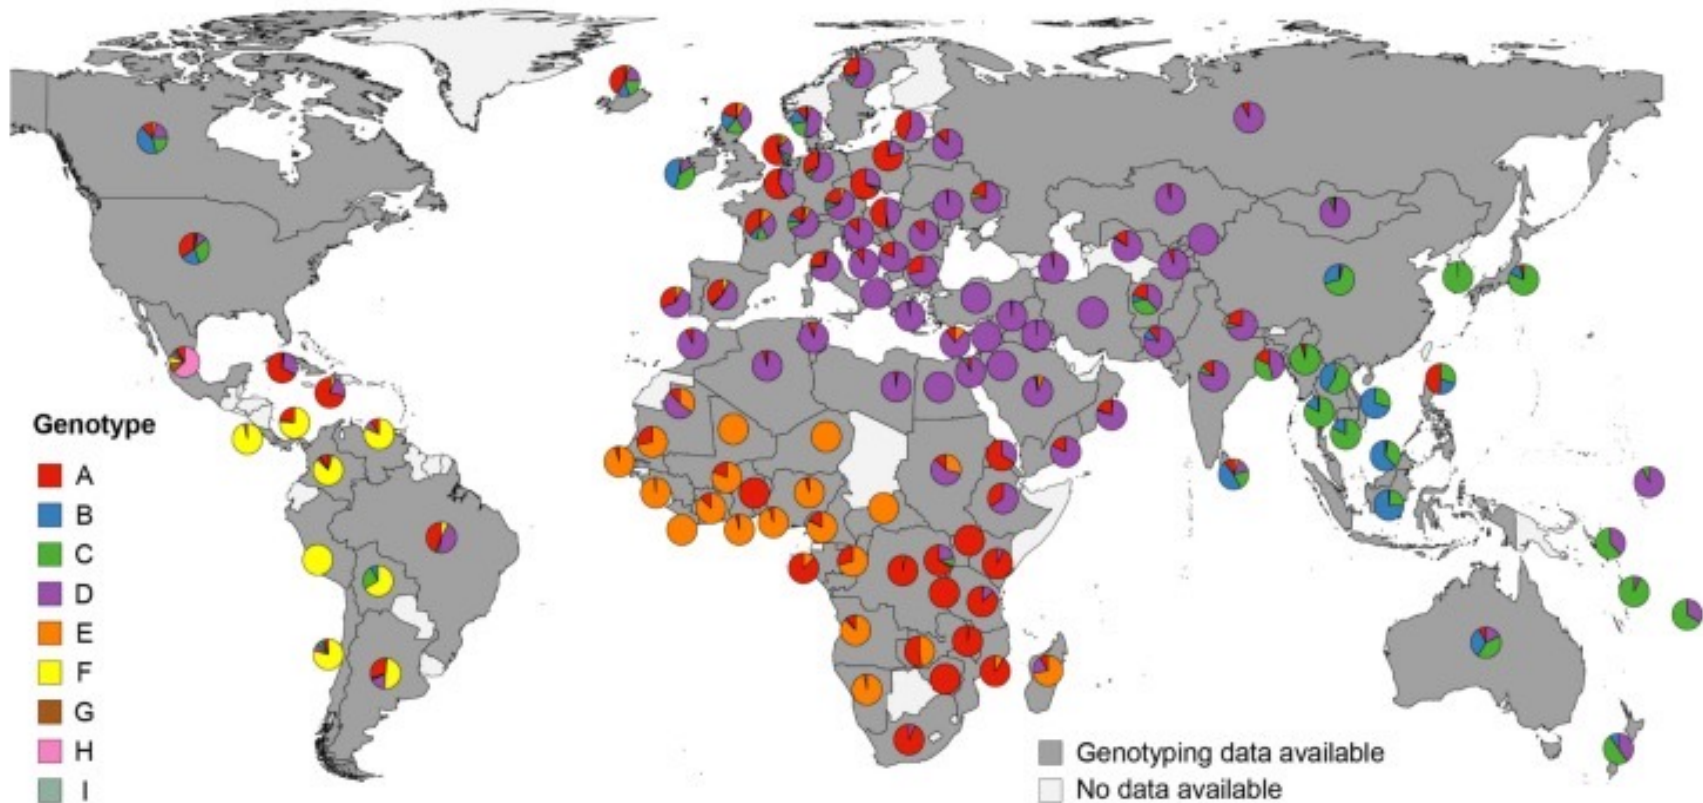 Genotype
A
B
C
D
E
F
G
H
I
Genotyping data available
No data available